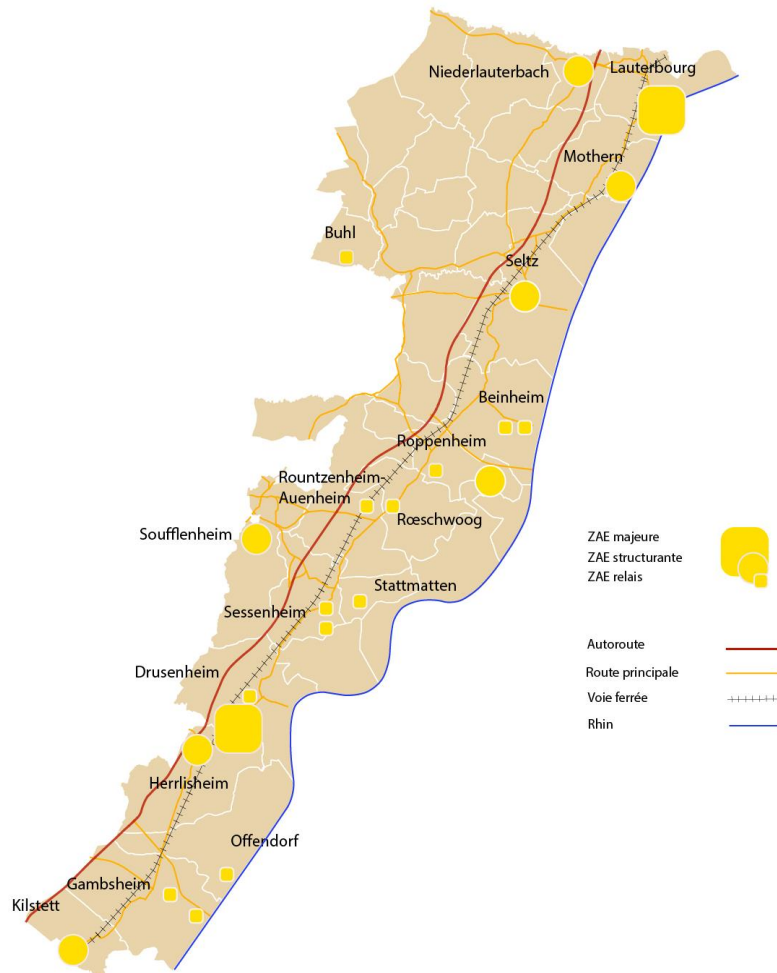 Niederlauterbach
Lauterbourg
Mothern
Buhl
Seltz
Beinheim
Roppenheim
Rountzenheim-
Auenheim
Rœschwoog
Soufflenheim
Stattmatten
Sessenheim
Drusenheim
Herrlisheim
Offendorf
Gambsheim
Kilstett
ZAE majeure
ZAE structurante
ZAE relais
Autoroute
Route principale
Voie ferrée
Rhin